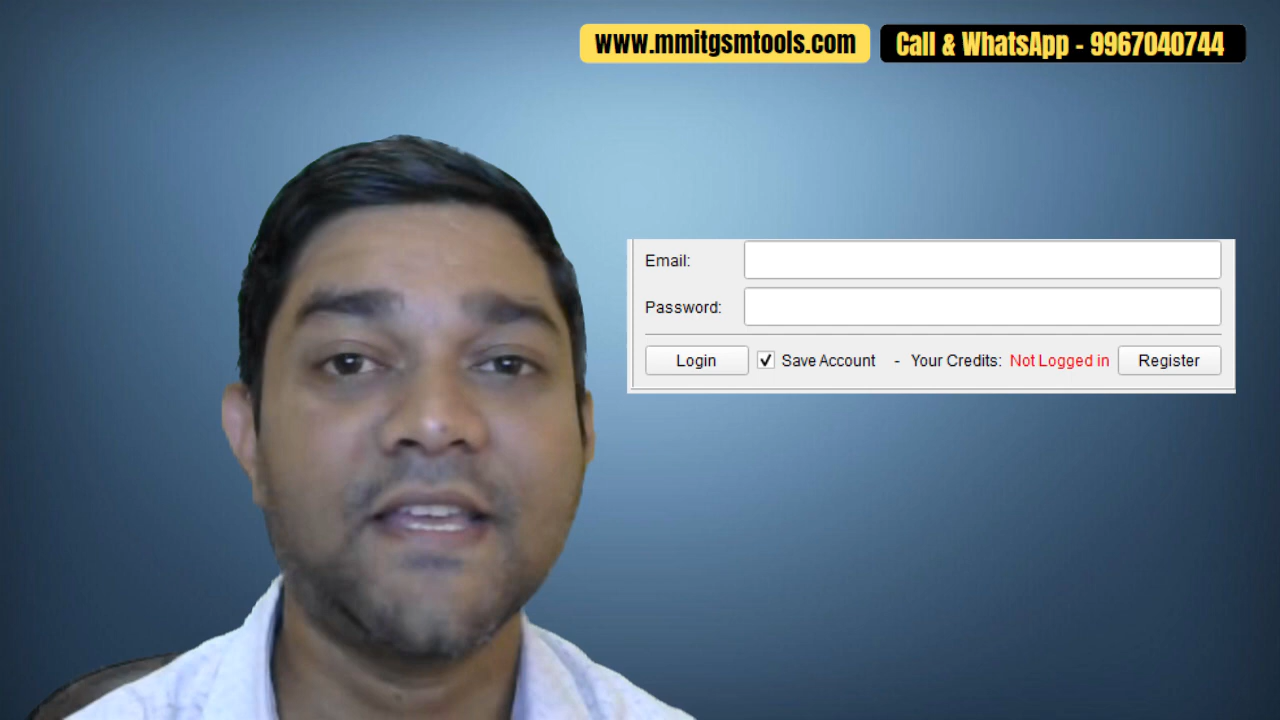 www.mmitgsmtools.com Call & WhatsApp - 9967040744
Email:
Password:
Login Save Account - Your Credits: Not Logged in Register